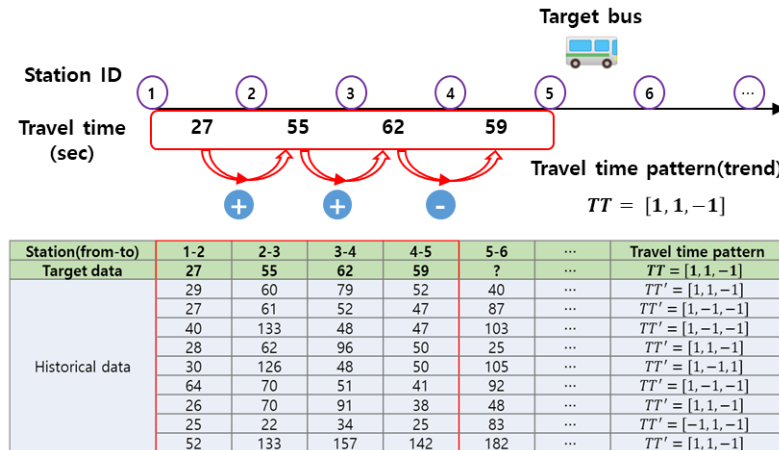 Target bus
Station ID
1 2 3 4 5 6 ...
Travel time
(sec)
27 55 62 59
+ + -
Travel time pattern(trend)
TT = [1, 1, −1]
Station(from-to) 1-2 2-3 3-4 4-5 5-6 ... Travel time pattern
Target data 27 55 62 59 ? ... TT = [1, 1, −1]
Historical data
29 60 79 52 40 ... TT′ = [1,1, −1]
27 61 52 47 87 ... TT′ = [1, −1, −1]
40 133 48 47 103 ... TT′ = [1, −1, −1]
28 62 96 50 25 ... TT′ = [1,1, −1]
30 126 48 50 105 ... TT′ = [1, −1,1]
64 70 51 41 92 ... TT′ = [1, −1, −1]
26 70 91 38 48 ... TT′ = [1,1, −1]
25 22 34 25 83 ... TT′ = [−1,1, −1]
52 133 157 142 182 ... TT′ = [1,1, −1]